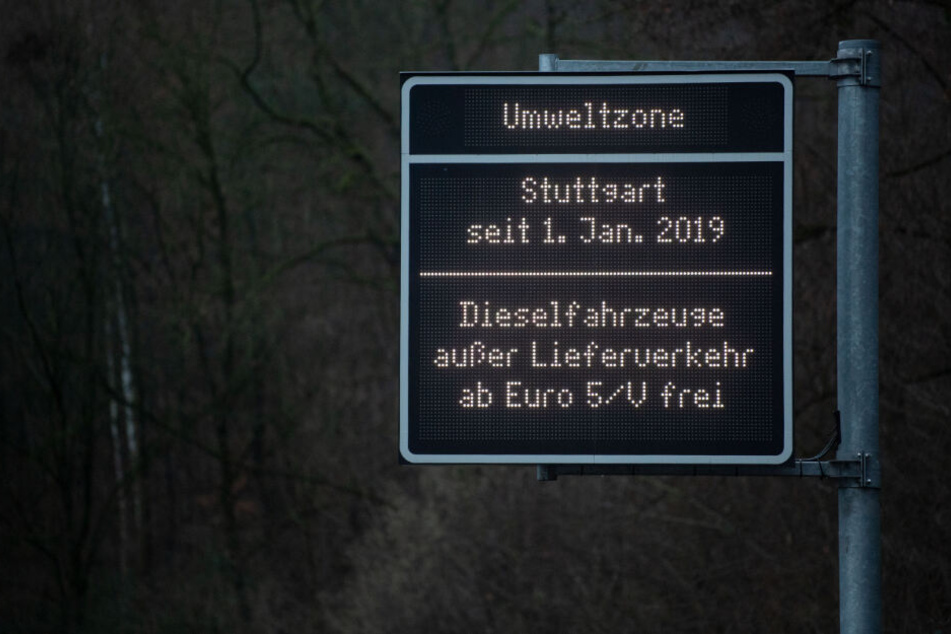 Umweltzone
Stuttgart
seit 1. Jan. 2019
Dieselfahrzeuge
außer Lieferverkehr
ab Euro 5/V frei